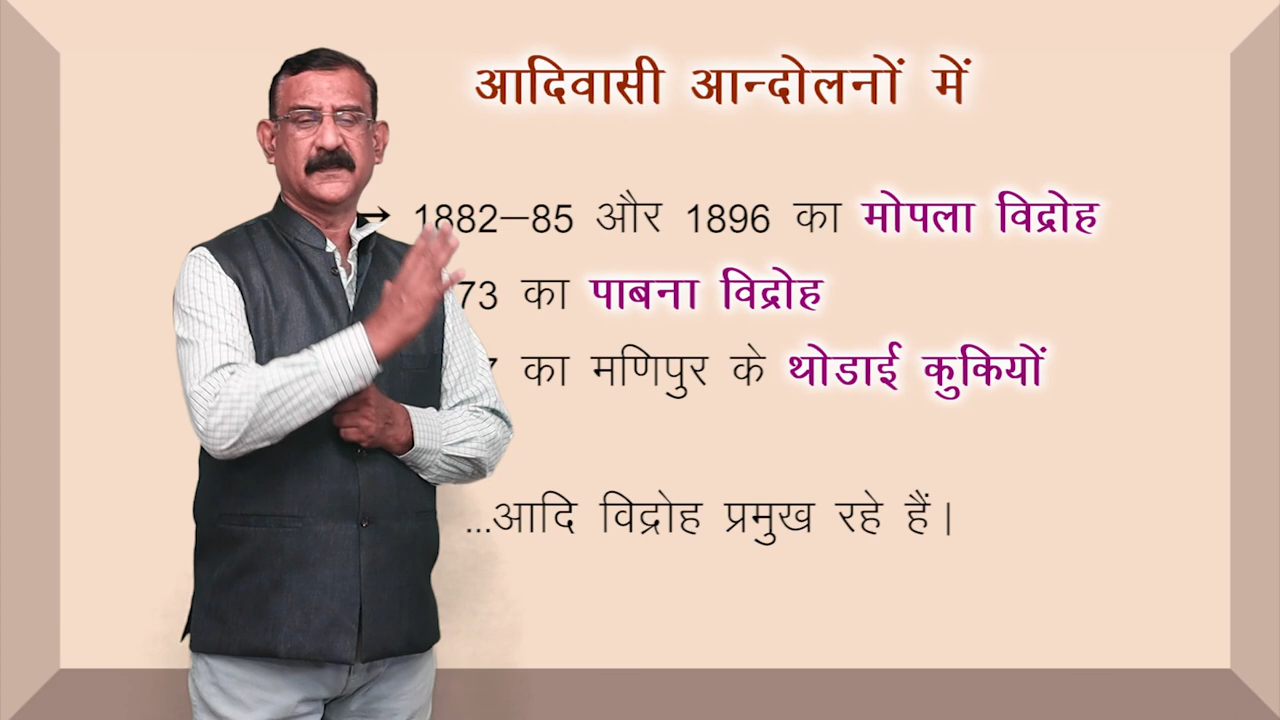 आदिवासी आन्दोलनों में
→ 1882–85 और 1896 का मोपला विद्रोह
73 का पाबना विद्रोह
का मणिपुर के थोडाई कुकियों
...आदि विद्रोह प्रमुख रहे हैं।